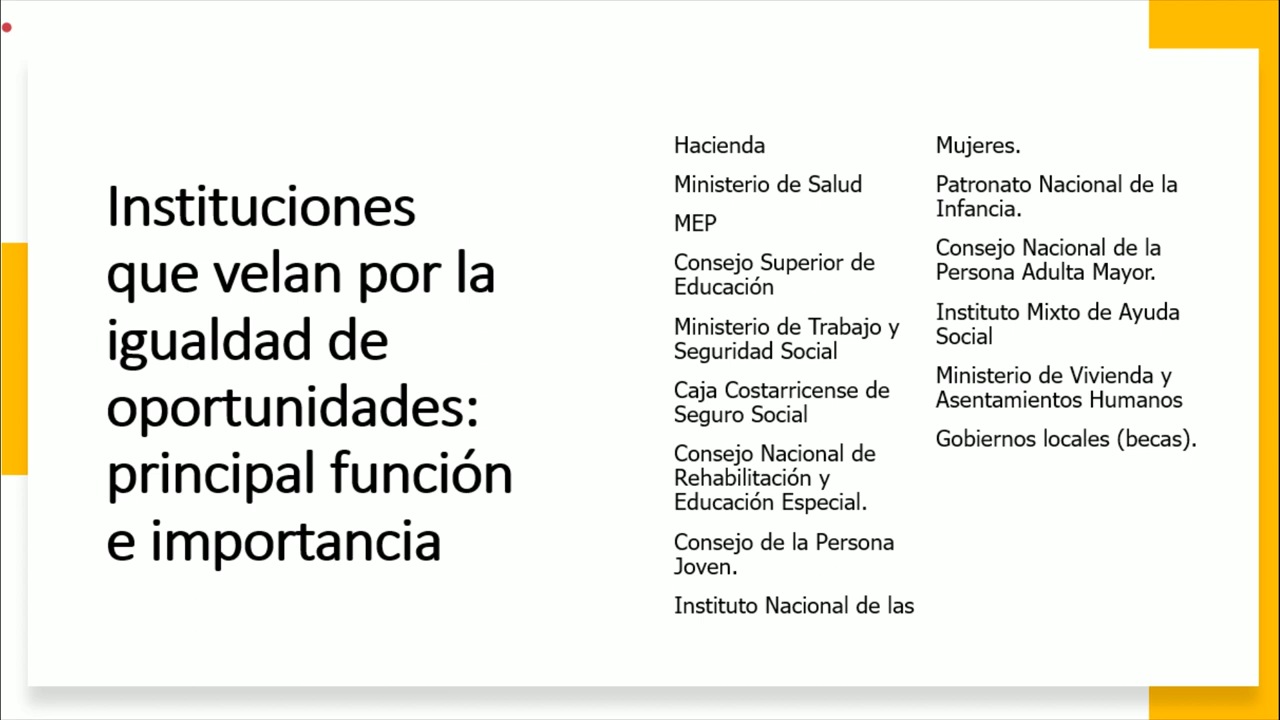 Instituciones
que velan por la
igualdad de
oportunidades:
principal función
e importancia
Hacienda
Ministerio de Salud
MEP
Consejo Superior de
Educación
Ministerio de Trabajo y
Seguridad Social
Caja Costarricense de
Seguro Social
Consejo Nacional de
Rehabilitación y
Educación Especial.
Consejo de la Persona
Joven.
Instituto Nacional de las
Mujeres.
Patronato Nacional de la
Infancia.
Consejo Nacional de la
Persona Adulta Mayor.
Instituto Mixto de Ayuda
Social
Ministerio de Vivienda y
Asentamientos Humanos
Gobiernos locales (becas).